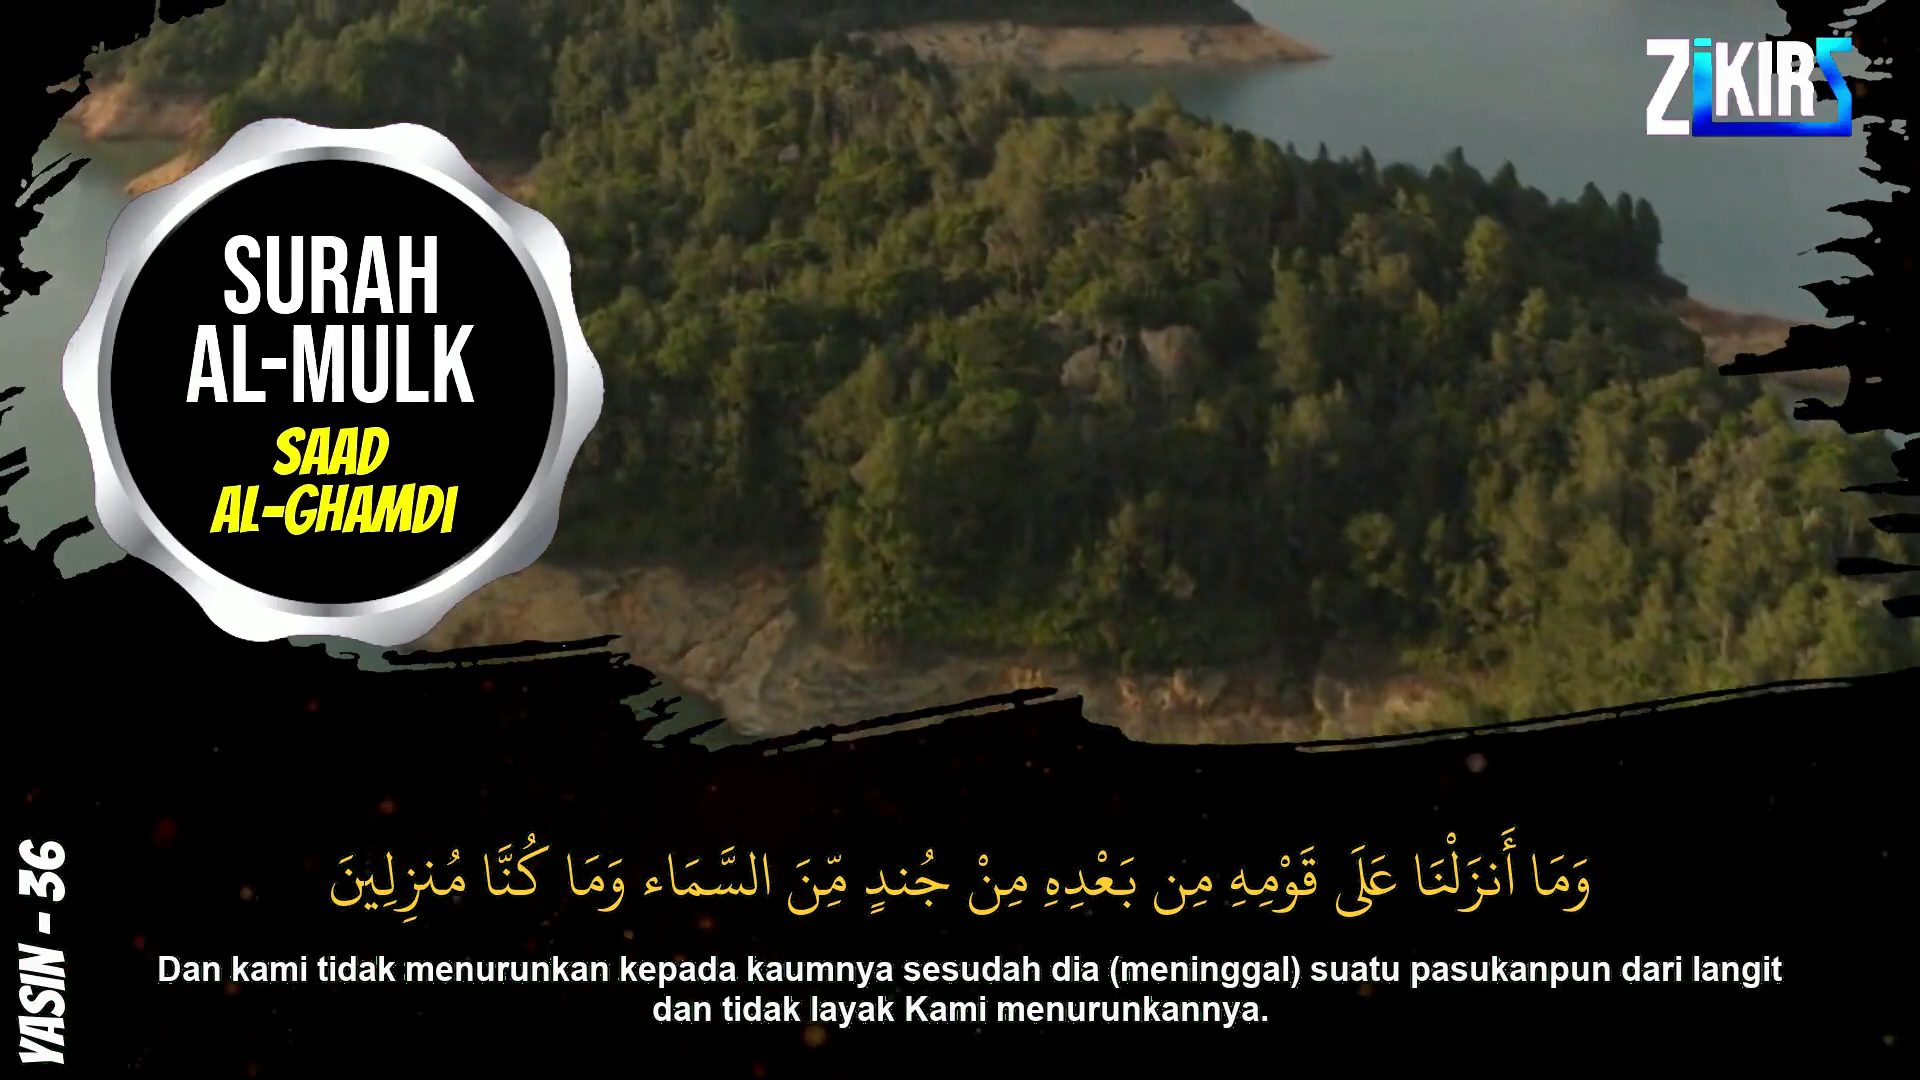 ZiKIRS
SURAH
AL-MULK
SAAD
AL-GHAMDI
وَمَا أَنزَلْنَا عَلَى قَوْمِهِ مِن بَعْدِهِ مِنْ جُندٍ مِّنَ السَّمَاء وَمَا كُنَّا مُنزِلِينَ
Dan kami tidak menurunkan kepada kaumnya sesudah dia (meninggal) suatu pasukanpun dari langit
dan tidak layak Kami menurunkannya.
YASIN - 36